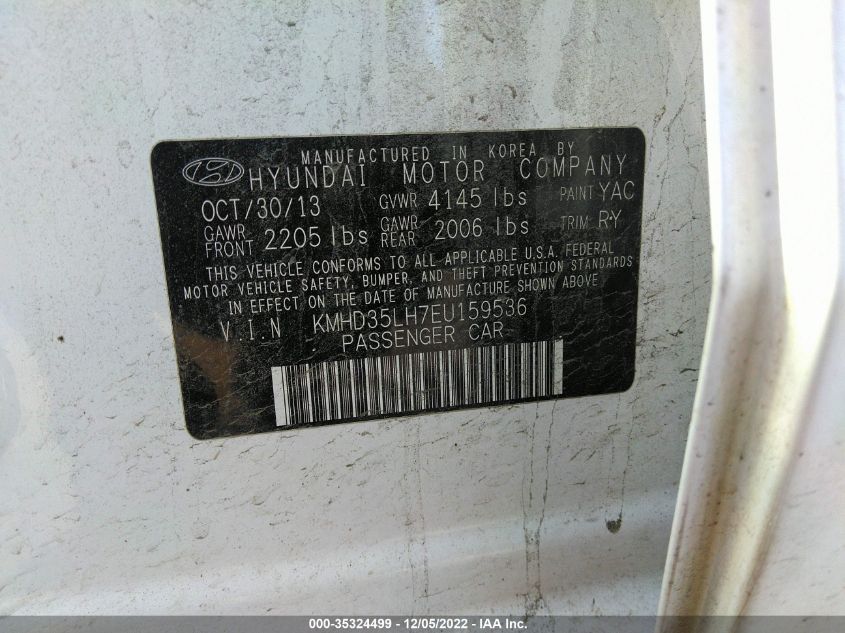 MANUFACTURED IN KOREA BY
HYUNDAI MOTOR COMPANY
OCT/30/13 GVWR 4145 lbs PAINT YAC
GAWR FRONT 2205 lbs GAWR REAR 2006 lbs TRIM RY
THIS VEHICLE CONFORMS TO ALL APPLICABLE U.S.A. FEDERAL
MOTOR VEHICLE SAFETY, BUMPER, AND THEFT PREVENTION STANDARDS
IN EFFECT ON THE DATE OF MANUFACTURE SHOWN ABOVE.
V.I.N KMHD35LH7EU159536
PASSENGER CAR
000-35324499 - 12/05/2022 - IAA Inc.